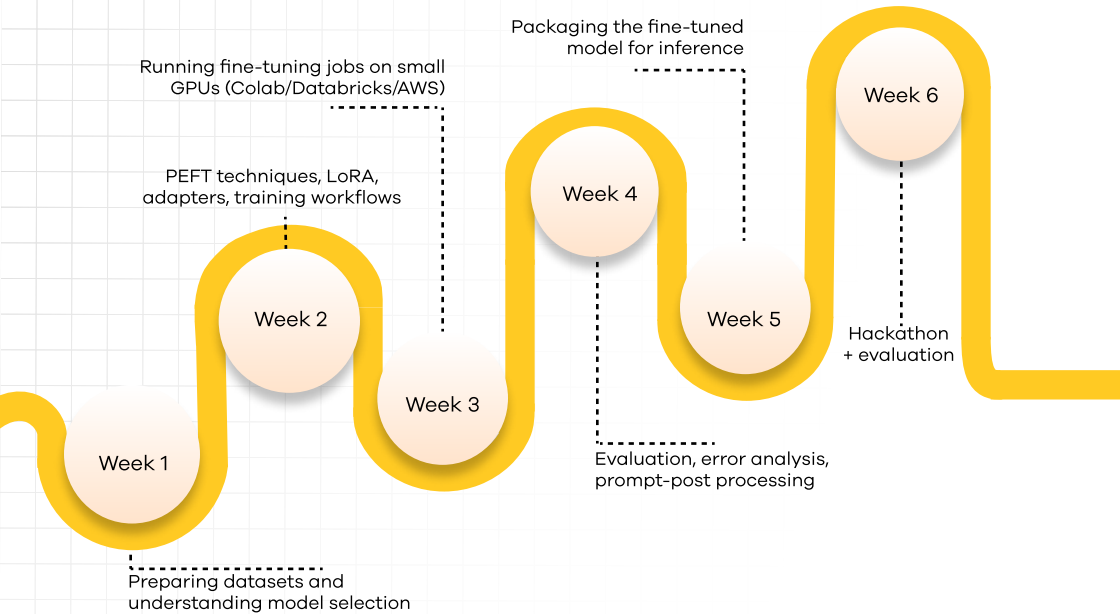 Week 1
Preparing datasets and
understanding model selection
PEFT techniques, LoRA,
adapters, training workflows
Week 2
Running fine-tuning jobs on small
GPUs (Colab/Databricks/AWS)
Week 3
Week 4
Evaluation, error analysis,
prompt-post processing
Packaging the fine-tuned
model for inference
Week 5
Week 6
Hackathon
+ evaluation